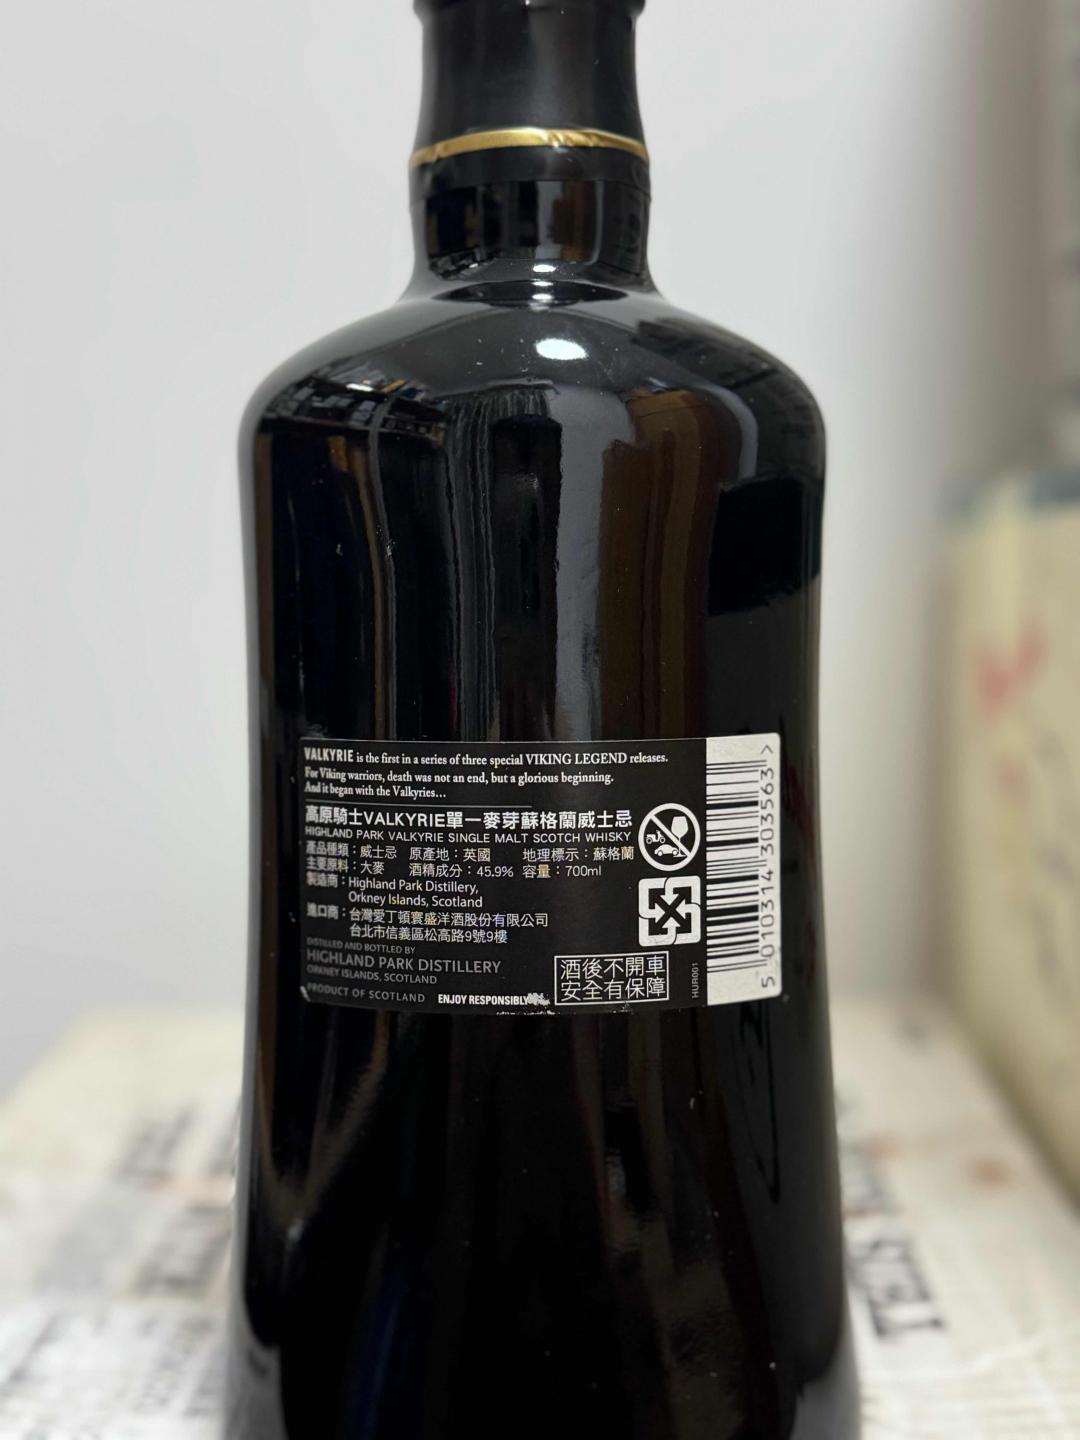 VALKYRIE is the first in a series of three special VIKING LEGEND releases.
For Viking warriors, death was not an end, but a glorious beginning.
And it began with the Valkyries...
高原騎士VALKYRIE單一麥芽蘇格蘭威士忌
HIGHLAND PARK VALKYRIE SINGLE MALT SCOTCH WHISKY
產品種類：威士忌 原產地：英國 地理標示：蘇格蘭
主要原料：大麥 酒精成分：45.9% 容量：700ml
製造商：Highland Park Distillery,
Orkney Islands, Scotland
進口商：台灣愛丁頓寰盛洋酒股份有限公司
台北市信義區松高路9號9樓
DISTILLED AND BOTTLED BY
HIGHLAND PARK DISTILLERY
ORKNEY ISLANDS, SCOTLAND
PRODUCT OF SCOTLAND ENJOY RESPONSIBLY
酒後不開車
安全有保障
HUR001
5 010314 303563 >